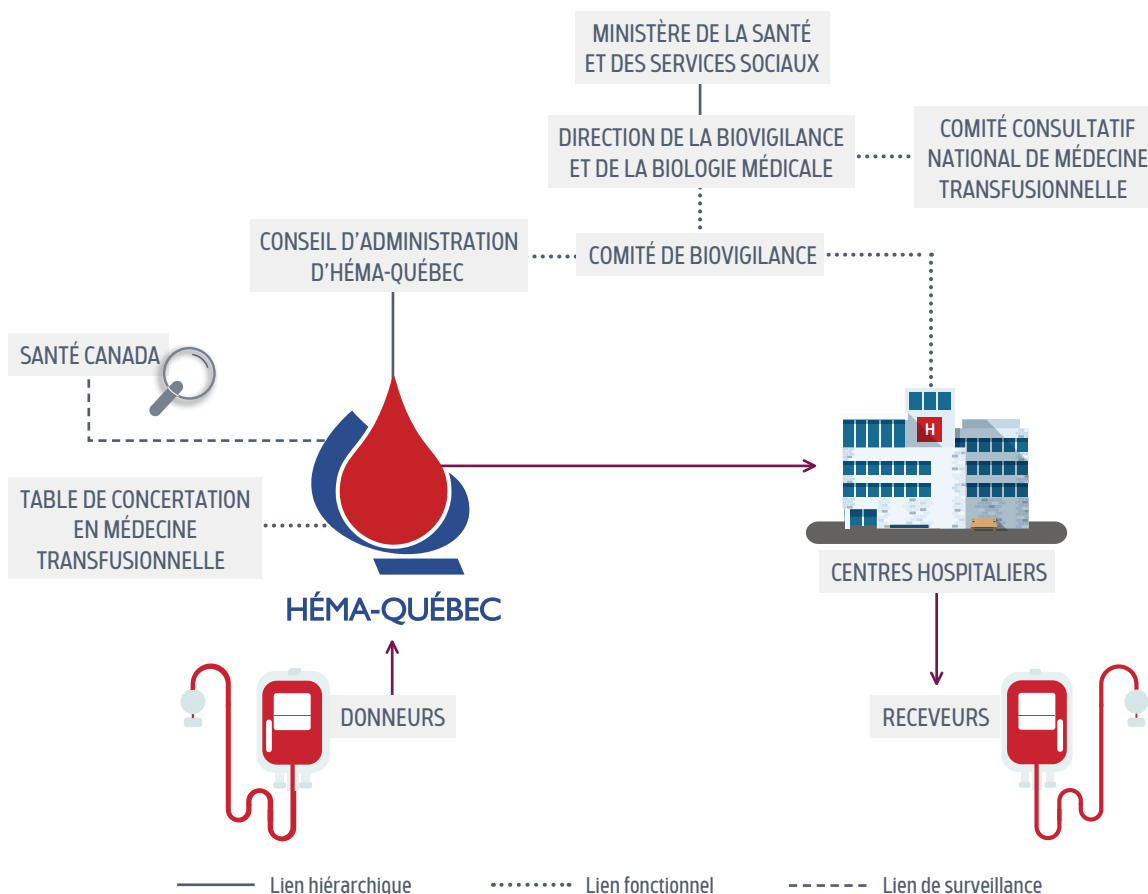 MINISTÈRE DE LA SANTÉ
ET DES SERVICES SOCIAUX
DIRECTION DE LA BIOVIGILANCE
ET DE LA BIOLOGIE MÉDICALE
COMITÉ CONSULTATIF
NATIONAL DE MÉDECINE
TRANSFUSIONNELLE
CONSEIL D'ADMINISTRATION
D'HÉMA-QUÉBEC
COMITÉ DE BIOVIGILANCE
SANTÉ CANADA
H
TABLE DE CONCERTATION
EN MÉDECINE
TRANSFUSIONNELLE
CENTRES HOSPITALIERS
HÉMA-QUÉBEC
DONNEURS
RECEVEURS
Lien hiérarchique
Lien fonctionnel
Lien de surveillance